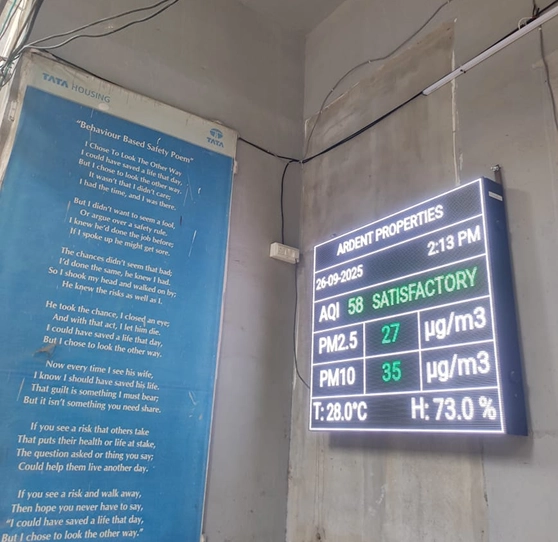 TATA HOUSING
TATA
"Behaviour Based Safety Poem"
I Chose To Look The Other Way
I could have saved a life that day,
But I chose to look the other way.
It wasn't that I didn't care;
I had the time, and I was there.
But I didn't want to seem a fool,
Or argue over a safety rule.
I knew he'd done the job before;
If I spoke up he might get sore.
The chances didn't seem that bad;
I'd done the same, he knew I had.
So I shook my head and walked on by;
He knew the risks as well as I.
He took the chance, I closed an eye;
And with that act, I let him die.
I could have saved a life that day,
But I chose to look the other way.
Now every time I see his wife,
I know I should have saved his life.
That guilt is something I must bear;
But it isn't something you need share.
If you see a risk that others take
That puts their health or life at stake,
The question asked or thing you say;
Could help them live another day.
If you see a risk and walk away,
Then hope you never have to say,
"I could have saved a life that day,
But I chose to look the other way."
ARDENT PROPERTIES
26-09-2025 2:13 PM
AQI 58 SATISFACTORY
PM2.5 27 µg/m3
PM10 35 µg/m3
T: 28.0°C H: 73.0 %